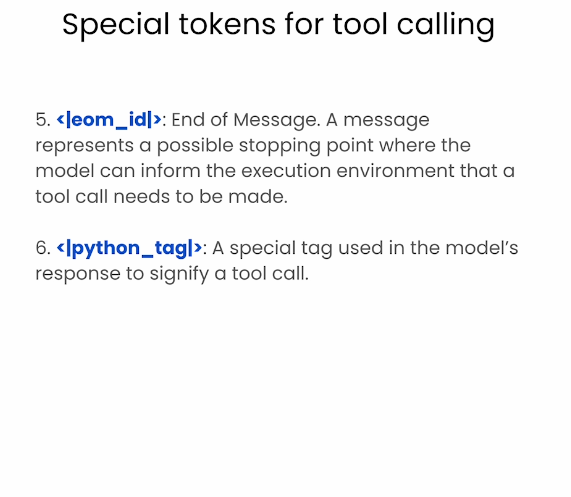 Special tokens for tool calling
5. <|eom_id|>: End of Message. A message
represents a possible stopping point where the
model can inform the execution environment that a
tool call needs to be made.
6. <|python_tag|>: A special tag used in the model’s
response to signify a tool call.